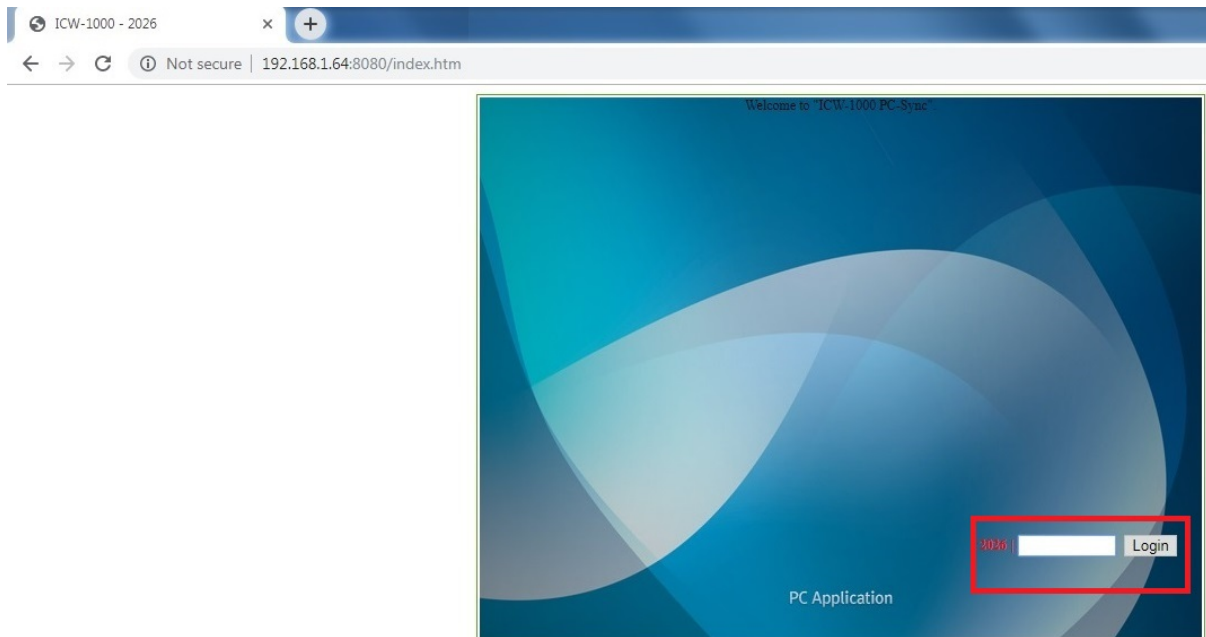 ICW-1000 - 2026
Not secure | 192.168.1.64:8080/index.htm
Welcome to "ICW-1000 PC-Sync"
2026 | Login
PC Application